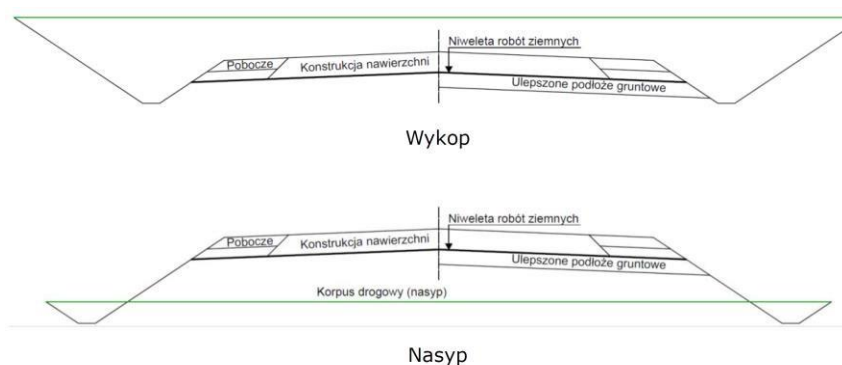 Niweleta robót ziemnych
Pobocze
Konstrukcja nawierzchni
Ulepszone podłoże gruntowe
Wykop
Niweleta robót ziemnych
Pobocze
Konstrukcja nawierzchni
Ulepszone podłoże gruntowe
Korpus drogowy (nasyp)
Nasyp